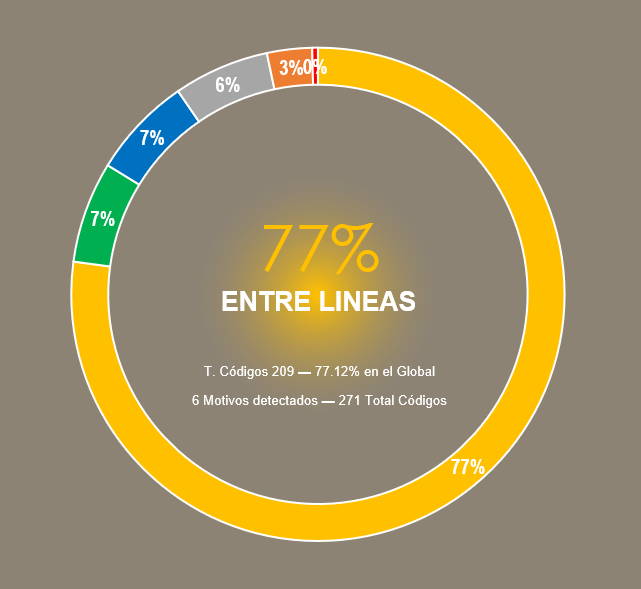 3%
0%
6%
7%
7%
77%
ENTRE LINEAS
T. Códigos 209 — 77.12% en el Global
6 Motivos detectados — 271 Total Códigos
77%